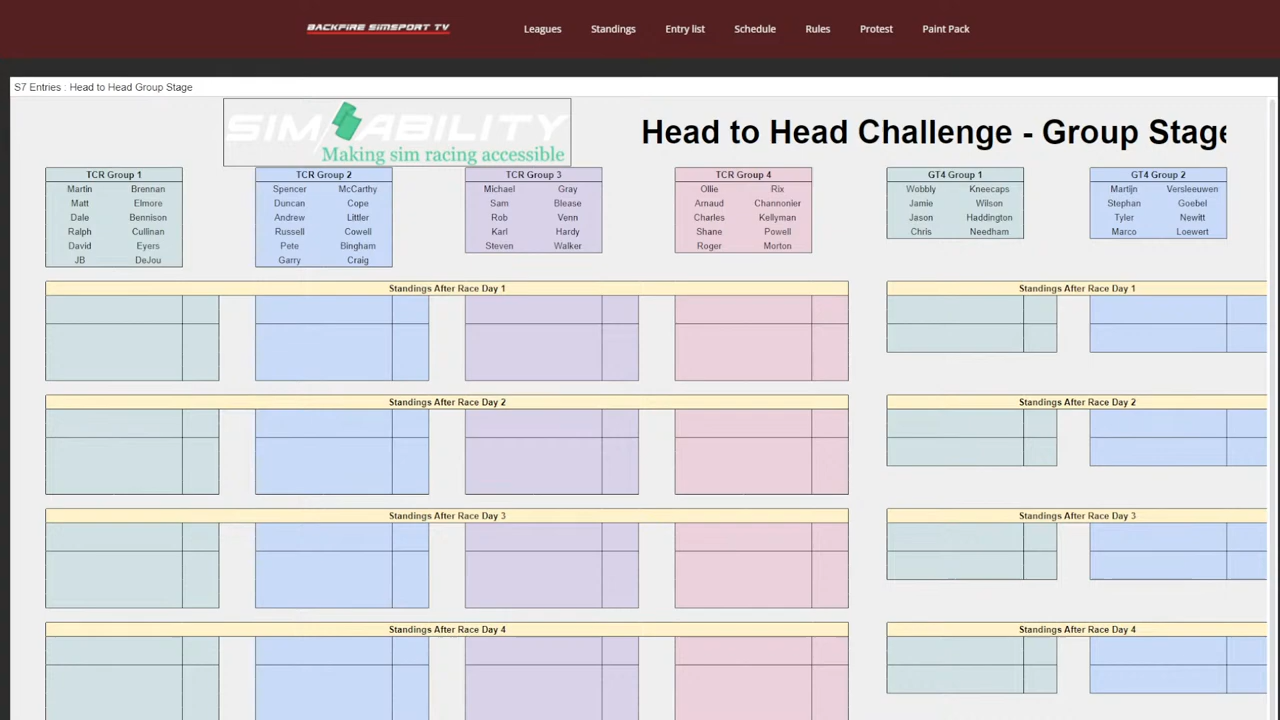 BACKFIRE SIMSPORT TV
Leagues Standings Entry list Schedule Rules Protest Paint Pack
S7 Entries : Head to Head Group Stage
SIM/ABILITY
Making sim racing accessible
Head to Head Challenge - Group Stage
TCR Group 1
Martin Brennan
Matt Elmore
Dale Bennison
Ralph Cullinan
David Eyers
JB DeJou
TCR Group 2
Spencer McCarthy
Duncan Cope
Andrew Littler
Russell Cowell
Pete Bingham
Garry Craig
TCR Group 3
Michael Gray
Sam Blease
Rob Venn
Karl Hardy
Steven Walker
TCR Group 4
Ollie Rix
Arnaud Channonier
Charles Kellyman
Shane Powell
Roger Morton
GT4 Group 1
Wobbly Kneecaps
Jamie Wilson
Jason Haddington
Chris Needham
GT4 Group 2
Martijn Versleeuwen
Stephan Goebel
Tyler Newitt
Marco Loewert
Standings After Race Day 1
Standings After Race Day 1
Standings After Race Day 2
Standings After Race Day 2
Standings After Race Day 3
Standings After Race Day 3
Standings After Race Day 4
Standings After Race Day 4